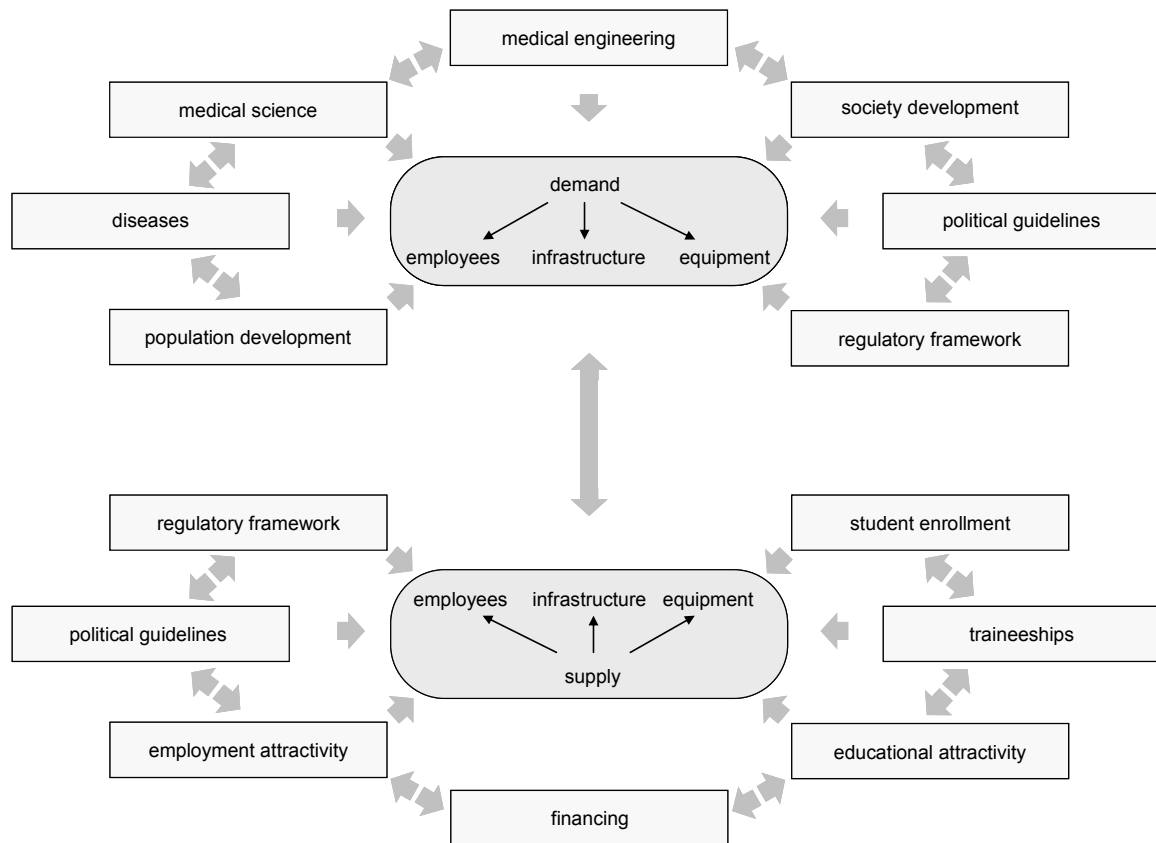 medical engineering
medical science
society development
demand
diseases
political guidelines
employees infrastructure equipment
population development
regulatory framework
regulatory framework
student enrollment
employees infrastructure equipment
political guidelines
traineeships
supply
employment attractivity
educational attractivity
financing